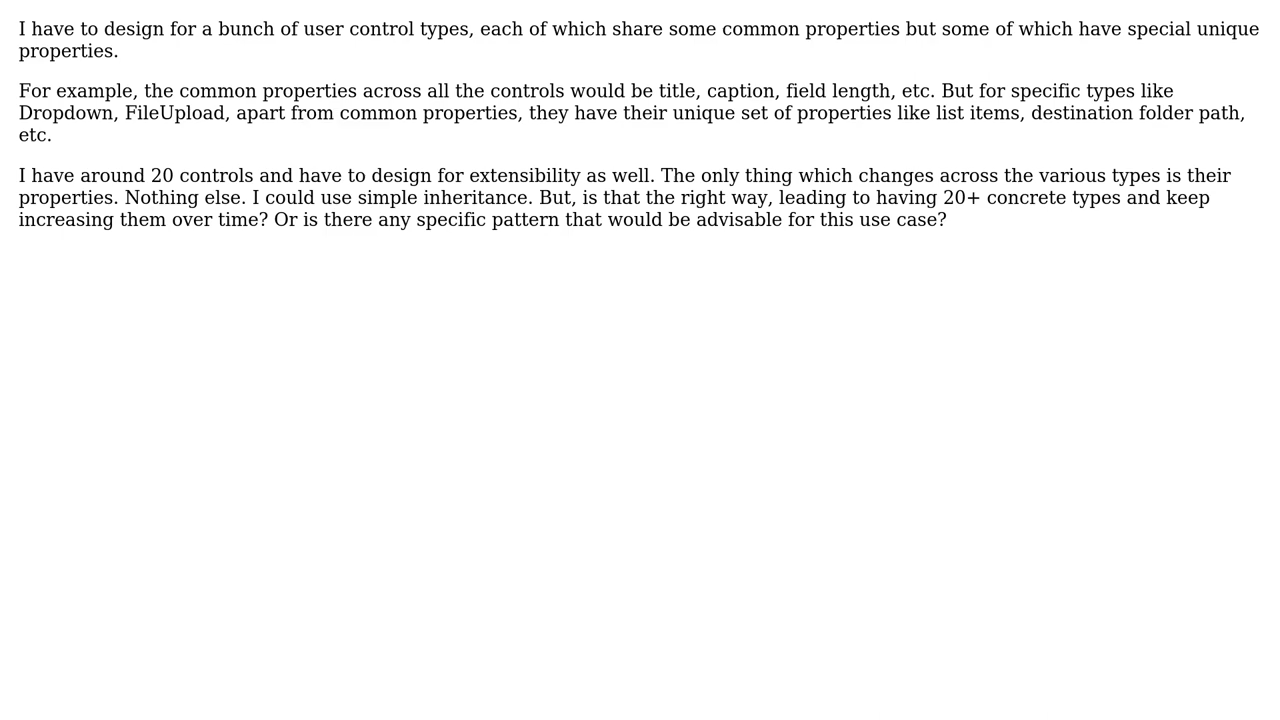 I have to design for a bunch of user control types, each of which share some common properties but some of which have special unique
properties.
For example, the common properties across all the controls would be title, caption, field length, etc. But for specific types like
Dropdown, FileUpload, apart from common properties, they have their unique set of properties like list items, destination folder path,
etc.
I have around 20 controls and have to design for extensibility as well. The only thing which changes across the various types is their
properties. Nothing else. I could use simple inheritance. But, is that the right way, leading to having 20+ concrete types and keep
increasing them over time? Or is there any specific pattern that would be advisable for this use case?